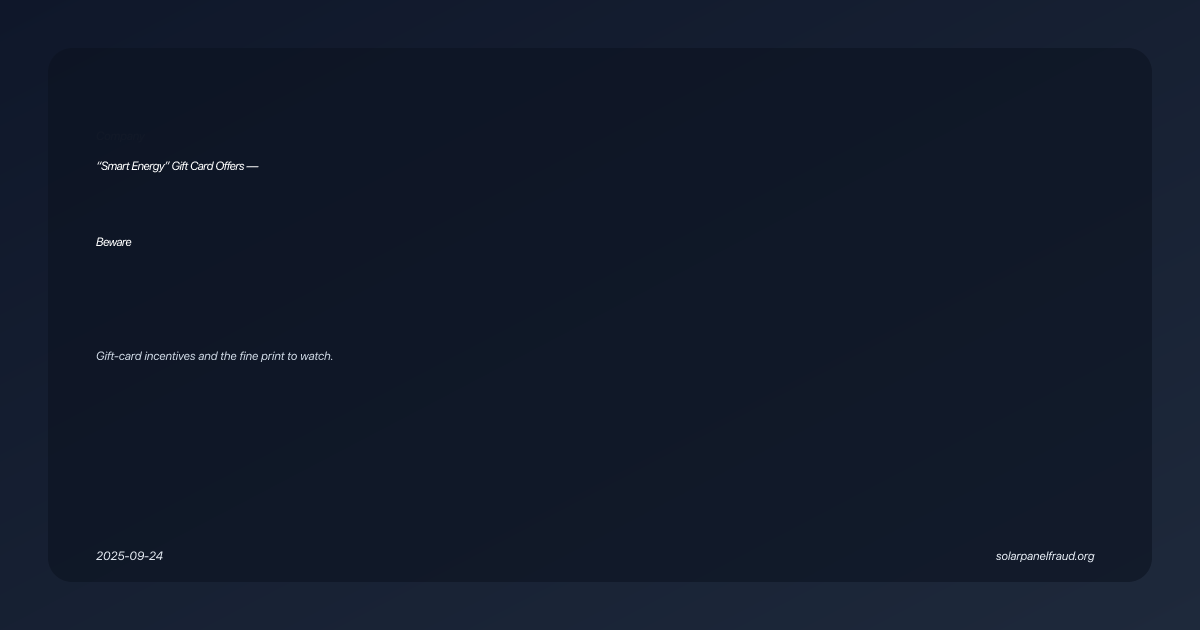 “Smart Energy” Gift Card Offers —
Beware
Gift-card incentives and the fine print to watch.
2025-09-24
solarpanelfraud.org